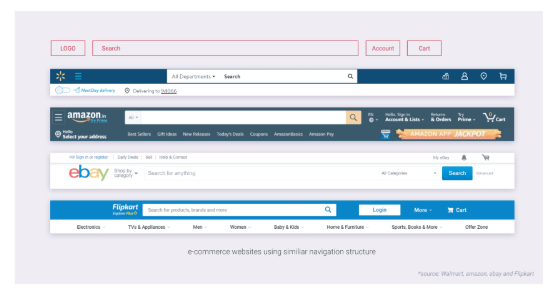 LOGO Search Account Cart
All Departments Search
NextDay delivery Delivering to 94066
amazon.in All EN Hello, Sign in Account & Lists Returns & Orders Try Prime Cart
Hello Select your address Best Sellers Gift Ideas New Releases Today's Deals Coupons AmazonBasics Amazon Pay AMAZON APP JACKPOT
Hi! Sign in or register Daily Deals Sell Help & Contact My eBay
ebay Shop by category Search for anything All Categories Search Advanced
Flipkart Search for products, brands and more Login More Cart
Explore Plus
Electronics TVs & Appliances Men Women Baby & Kids Home & Furniture Sports, Books & More Offer Zone
e-commerce websites using similiar navigation structure
*source: Walmart, amazon, ebay and Flipkart